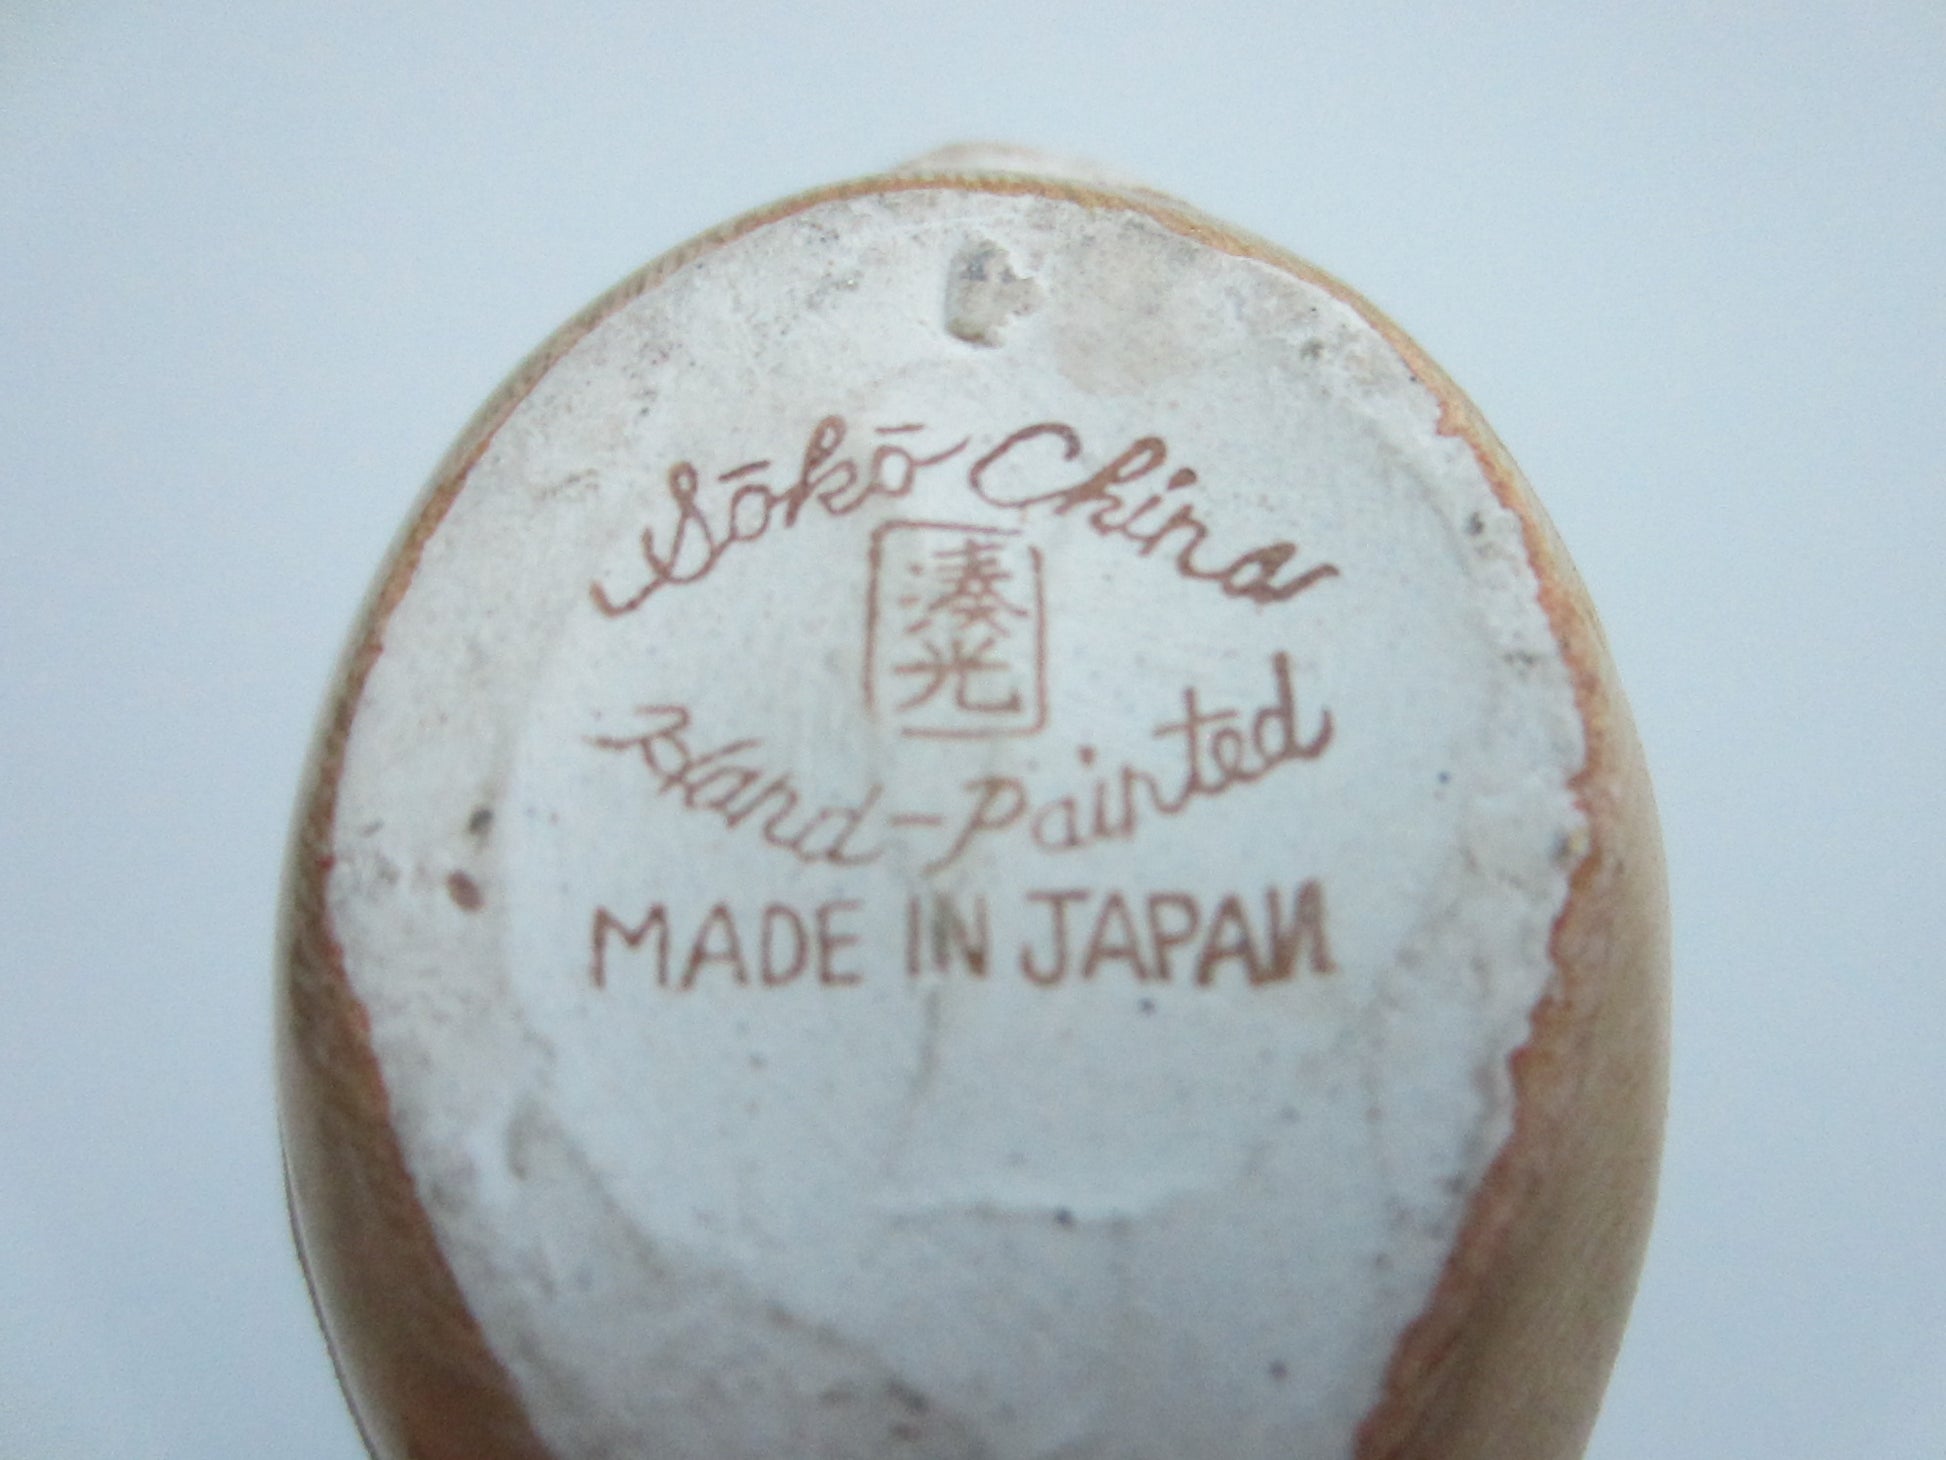 Sōkō China
湊光
Hand-Painted
MADE IN JAPAN